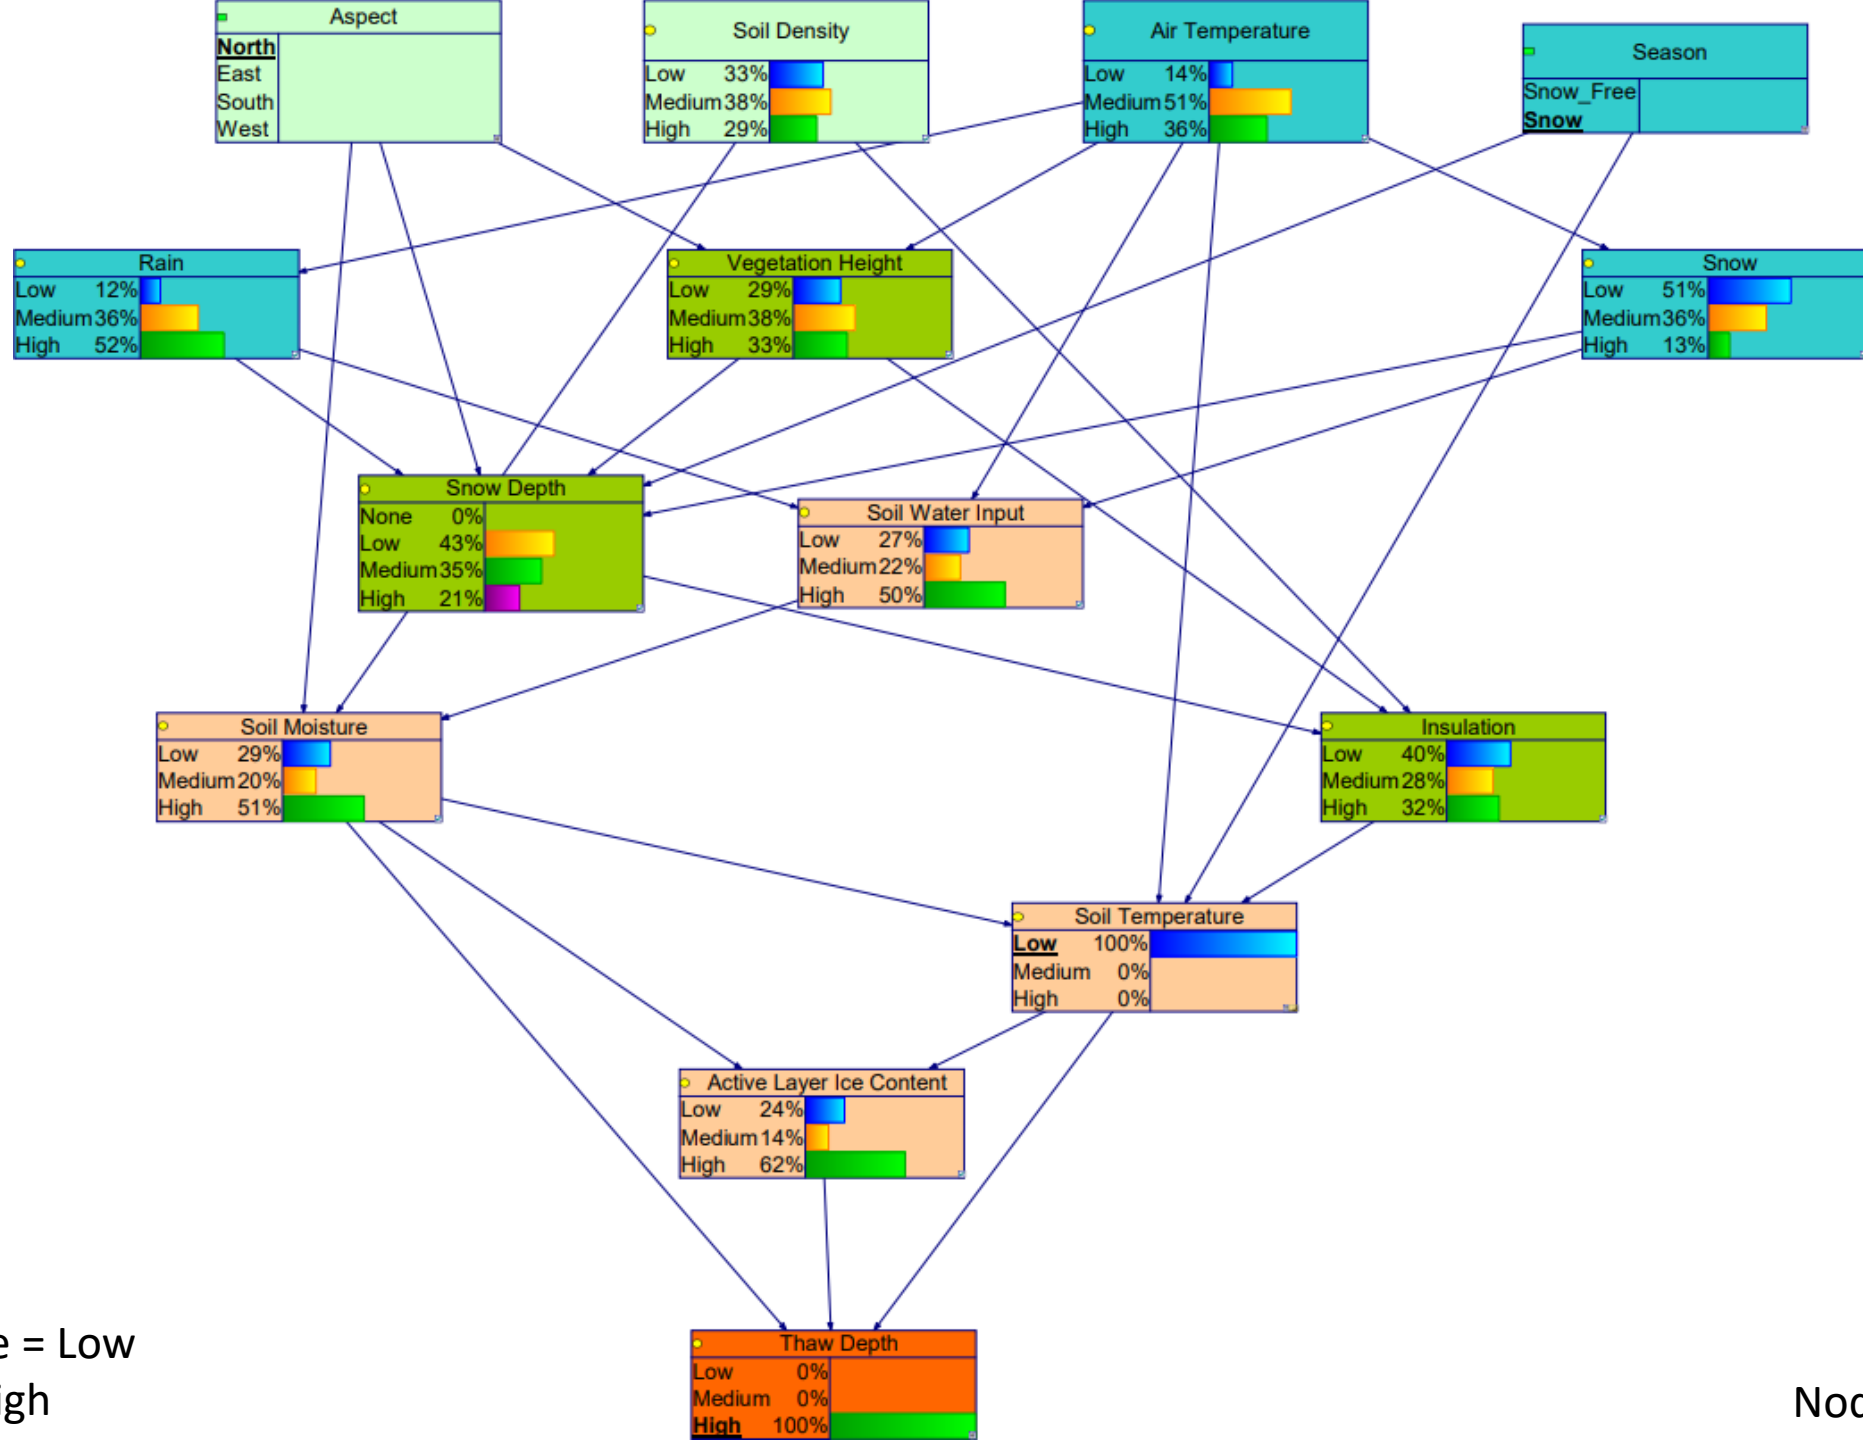 Aspect
North
East
South
West
Soil Density
Low 33%
Medium 38%
High 29%
Air Temperature
Low 14%
Medium 51%
High 36%
Season
Snow_Free
Snow
Rain
Low 12%
Medium 36%
High 52%
Vegetation Height
Low 29%
Medium 38%
High 33%
Snow
Low 51%
Medium 36%
High 13%
Snow Depth
None 0%
Low 43%
Medium 35%
High 21%
Soil Water Input
Low 27%
Medium 22%
High 50%
Soil Moisture
Low 29%
Medium 20%
High 51%
Insulation
Low 40%
Medium 28%
High 32%
Soil Temperature
Low 100%
Medium 0%
High 0%
Active Layer Ice Content
Low 24%
Medium 14%
High 62%
Thaw Depth
Low 0%
Medium 0%
High 100%
= Low